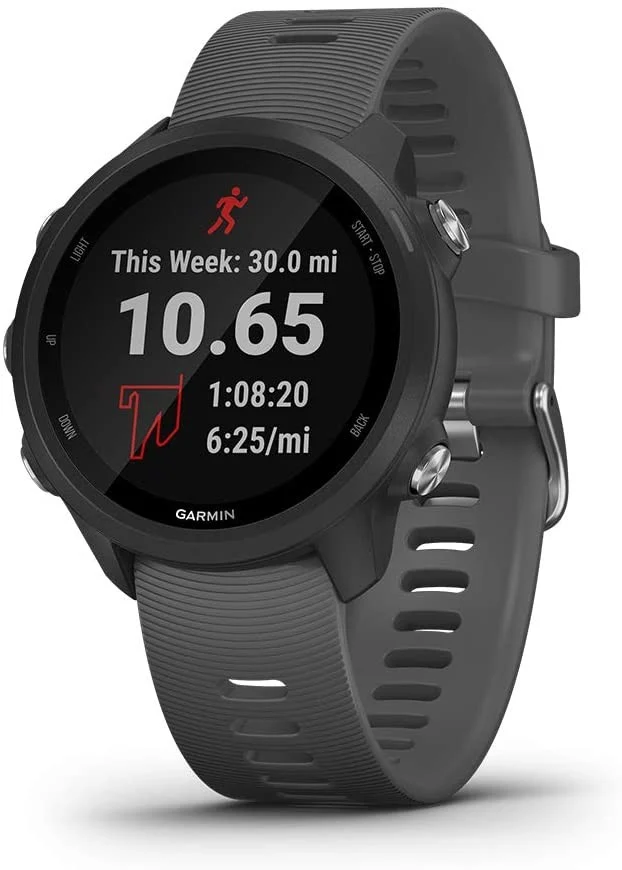 LIGHT
START · STOP
This Week: 30.0 mi
UP
10.65
1:08:20
DOWN
6:25/mi
BACK
GARMIN